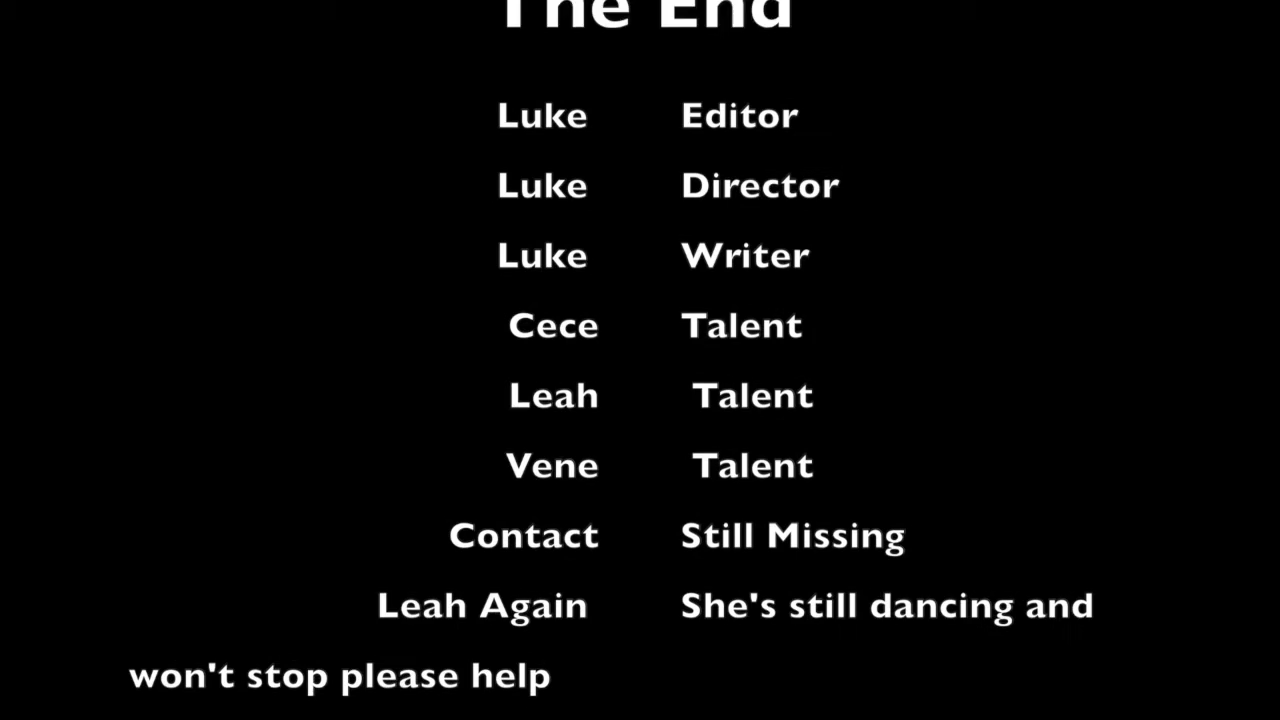 The End
Luke Editor
Luke Director
Luke Writer
Cece Talent
Leah Talent
Vene Talent
Contact Still Missing
Leah Again She's still dancing and
won't stop please help